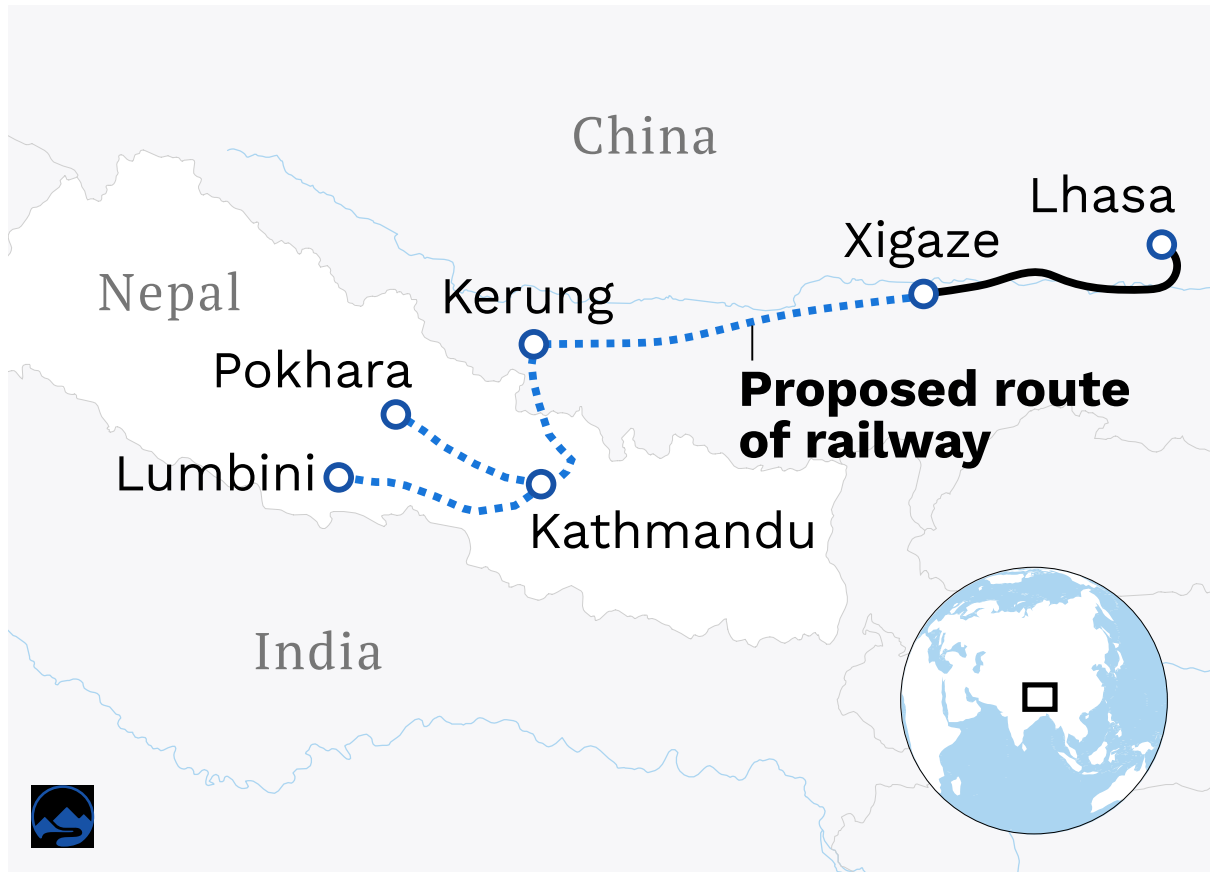 China
Lhasa
Xigaze
Nepal
Kerung
Pokhara
Proposed route
of railway
Lumbini
Kathmandu
India